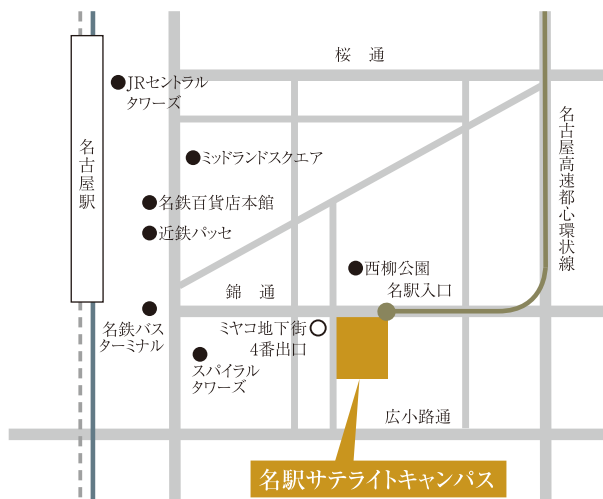 桜通
JRセントラル
タワーズ
名古屋駅
ミッドランドスクエア
名古屋高速都心環状線
名鉄百貨店本館
近鉄パッセ
西柳公園
名駅入口
錦通
名鉄バス
ターミナル
ミヤコ地下街
4番出口
スパイラル
タワーズ
広小路通
名駅サテライトキャンパス